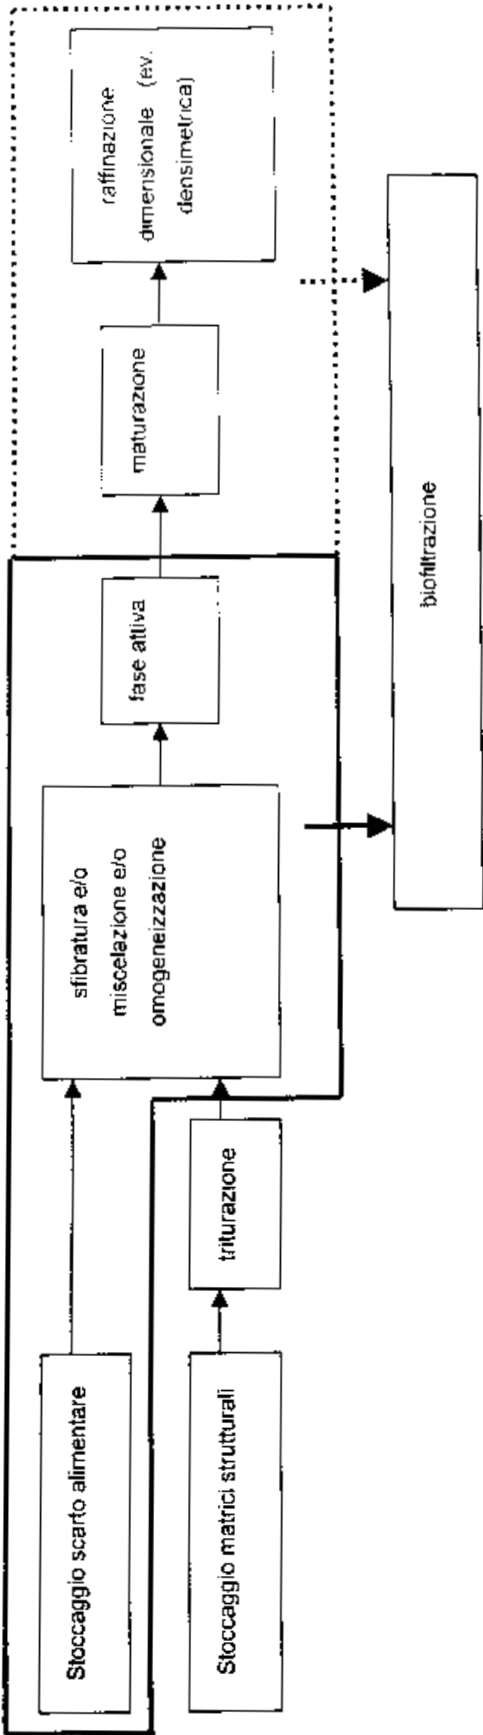 Stoccaggio scarto alimentare
Stoccaggio matrici strutturali
triturazione
sfibratura e/o
miscelazione e/o
omogeneizzazione
fase attiva
maturazione
raffinazione
dimensionale (ev.
densimetrica)
biofiltrazione